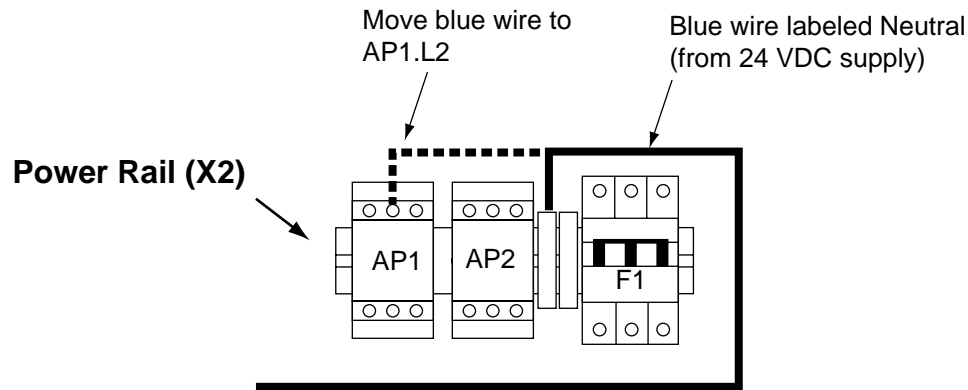 Move blue wire to
AP1.L2
Blue wire labeled Neutral
(from 24 VDC supply)
Power Rail (X2)
AP1
AP2
F1